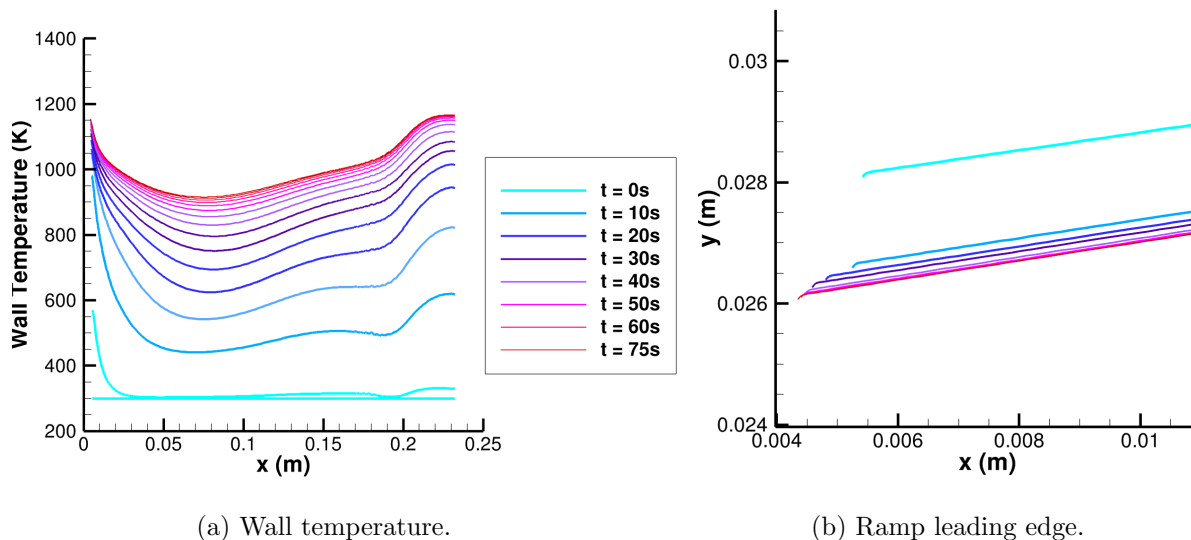 Wall Temperature (K)
1400
1200
1000
800
600
400
200
0
0.05
0.1
0.15
0.2
0.25
x (m)
t = 0s
t = 10s
t = 20s
t = 30s
t = 40s
t = 50s
t = 60s
t = 75s
y (m)
0.03
0.028
0.026
0.024
0.004
0.006
0.008
0.01
x (m)
(a) Wall temperature.
(b) Ramp leading edge.